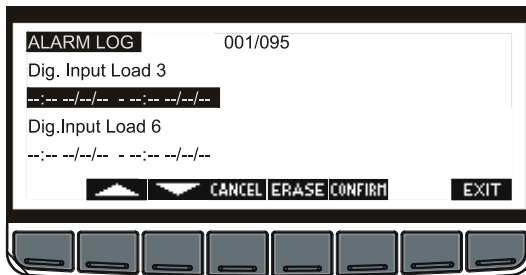 ALARM LOG 001/095
Dig. Input Load 3
--:-- --/--/-- - --:-- --/--/--
Dig.Input Load 6
--:-- --/--/-- - --:-- --/--/--
CANCEL ERASE CONFIRM EXIT